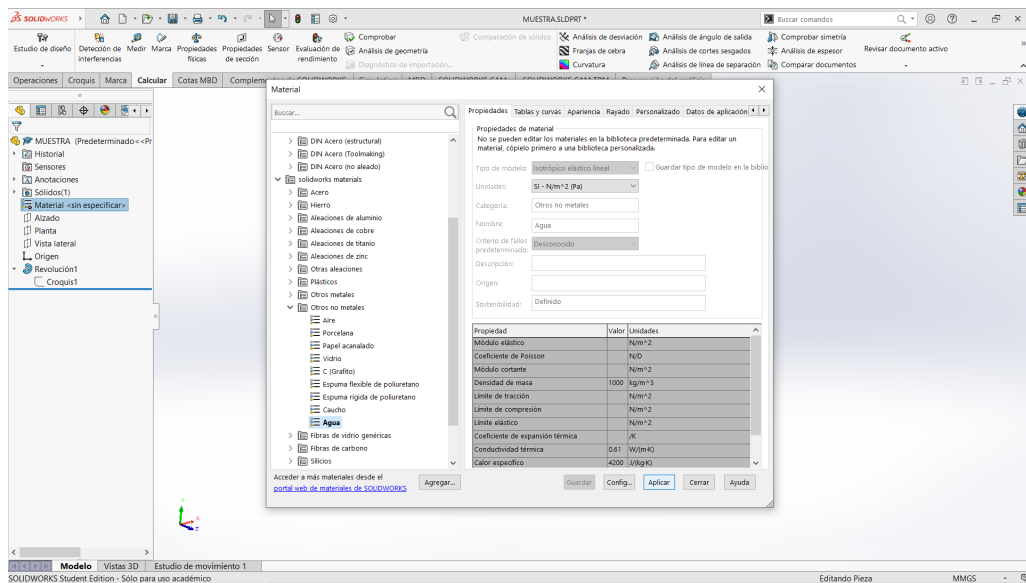 SOLIDWORKS
MUESTRA.SLDPRT *
Buscar comandos
Estudio de diseño
Detección de interferencias
Medir
Marca
Propiedades físicas
Propiedades de sección
Sensor
Evaluación de rendimiento
Comprobar
Análisis de geometría
Diagnóstico de importación...
Comparación de sólidos
Análisis de desviación
Franjas de cebra
Curvatura
Análisis de ángulo de salida
Análisis de cortes sesgados
Análisis de línea de separación
Comprobar simetría
Análisis de espesor
Comparar documentos
Revisar documento activo
Operaciones Croquis Marca Calcular Cotas MBD
MUESTRA (Predeterminado<<Pr
Historial
Sensores
Anotaciones
Sólidos(1)
Material <sin especificar>
Alzado
Planta
Vista lateral
Origen
Revolución1
Croquis1
Material
Buscar...
DIN Acero (estructural)
DIN Acero (Toolmaking)
DIN Acero (no aleado)
solidworks materials
Acero
Hierro
Aleaciones de aluminio
Aleaciones de cobre
Aleaciones de titanio
Aleaciones de zinc
Otras aleaciones
Plásticos
Otros metales
Otros no metales
Aire
Porcelana
Papel acanalado
Vidrio
C (Grafito)
Espuma flexible de poliuretano
Espuma rígida de poliuretano
Caucho
Agua
Fibras de vidrio genéricas
Fibras de carbono
Silicios
Acceder a más materiales desde el
portal web de materiales de SOLIDWORKS
Agregar...
Propiedades Tablas y curvas Apariencia Rayado Personalizado Datos de aplicación
Propiedades de material
No se pueden editar los materiales en la biblioteca predeterminada. Para editar un
material, cópielo primero a una biblioteca personalizada.
Tipo de modelo: Isotrópico elástico lineal Guardar tipo de modelo en la biblio
Unidades: SI - N/m^2 (Pa)
Categoría: Otros no metales
Nombre: Agua
Criterio de fallos predeterminado: Desconocido
Descripción:
Origen:
Sostenibilidad: Definido
Propiedad Valor Unidades
Módulo elástico N/m^2
Coeficiente de Poisson N/D
Módulo cortante N/m^2
Densidad de masa 1000 kg/m^3
Límite de tracción N/m^2
Límite de compresión N/m^2
Límite elástico N/m^2
Coeficiente de expansión térmica /K
Conductividad térmica 0.61 W/(m·K)
Calor específico 4200 J/(kg·K)
Guardar Config... Aplicar Cerrar Ayuda
Y
X
Z
Modelo Vistas 3D Estudio de movimiento 1
SOLIDWORKS Student Edition - Sólo para uso académico
Editando Pieza
MMGS